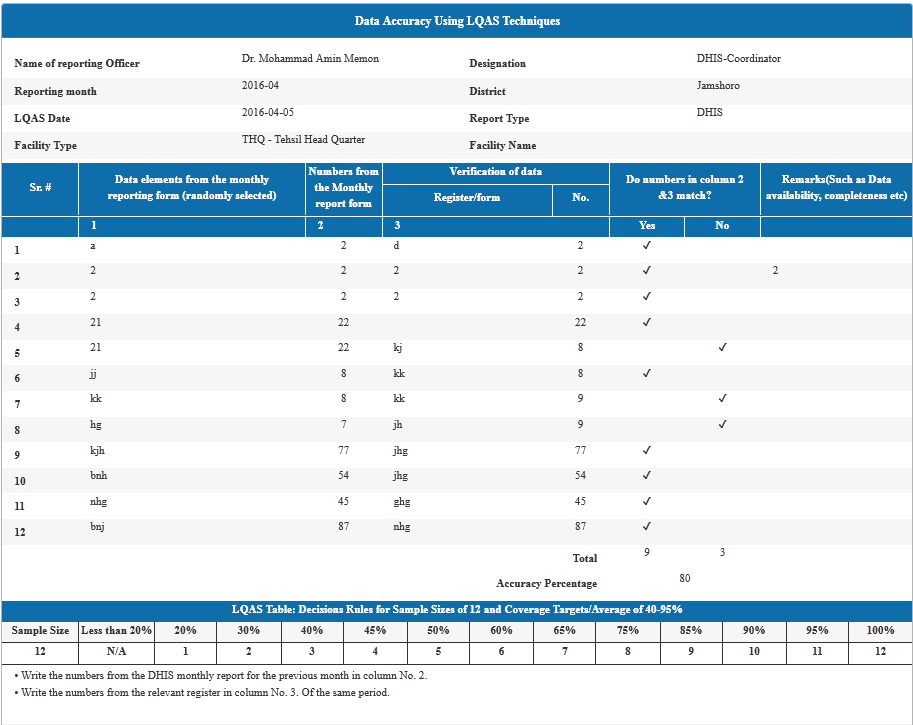 Data Accuracy Using LQAS Techniques
Name of reporting Officer Dr. Mohammad Amin Memon Designation DHIS-Coordinator
Reporting month 2016-04 District Jamshoro
LQAS Date 2016-04-05 Report Type DHIS
Facility Type THQ - Tehsil Head Quarter Facility Name
Sr. # Data elements from the monthly reporting form (randomly selected) Numbers from the Monthly report form Verification of data Do numbers in column 2 &3 match? Remarks(Such as Data availability, completeness etc)
Register/form No.
1 2 3 Yes No
1 a 2 d 2 ✓
2 2 2 2 2 ✓ 2
3 2 2 2 2 ✓
4 21 22 22 ✓
5 21 22 kj 8 ✓
6 jj 8 kk 8 ✓
7 kk 8 kk 9 ✓
8 hg 7 jh 9 ✓
9 kjh 77 jhg 77 ✓
10 bnh 54 jhg 54 ✓
11 nhg 45 ghg 45 ✓
12 bnj 87 nhg 87 ✓
Total 9 3
Accuracy Percentage 80
LQAS Table: Decisions Rules for Sample Sizes of 12 and Coverage Targets/Average of 40-95%
Sample Size Less than 20% 20% 30% 40% 45% 50% 60% 65% 75% 85% 90% 95% 100%
12 N/A 1 2 3 4 5 6 7 8 9 10 11 12
• Write the numbers from the DHIS monthly report for the previous month in column No. 2.
• Write the numbers from the relevant register in column No. 3. Of the same period.